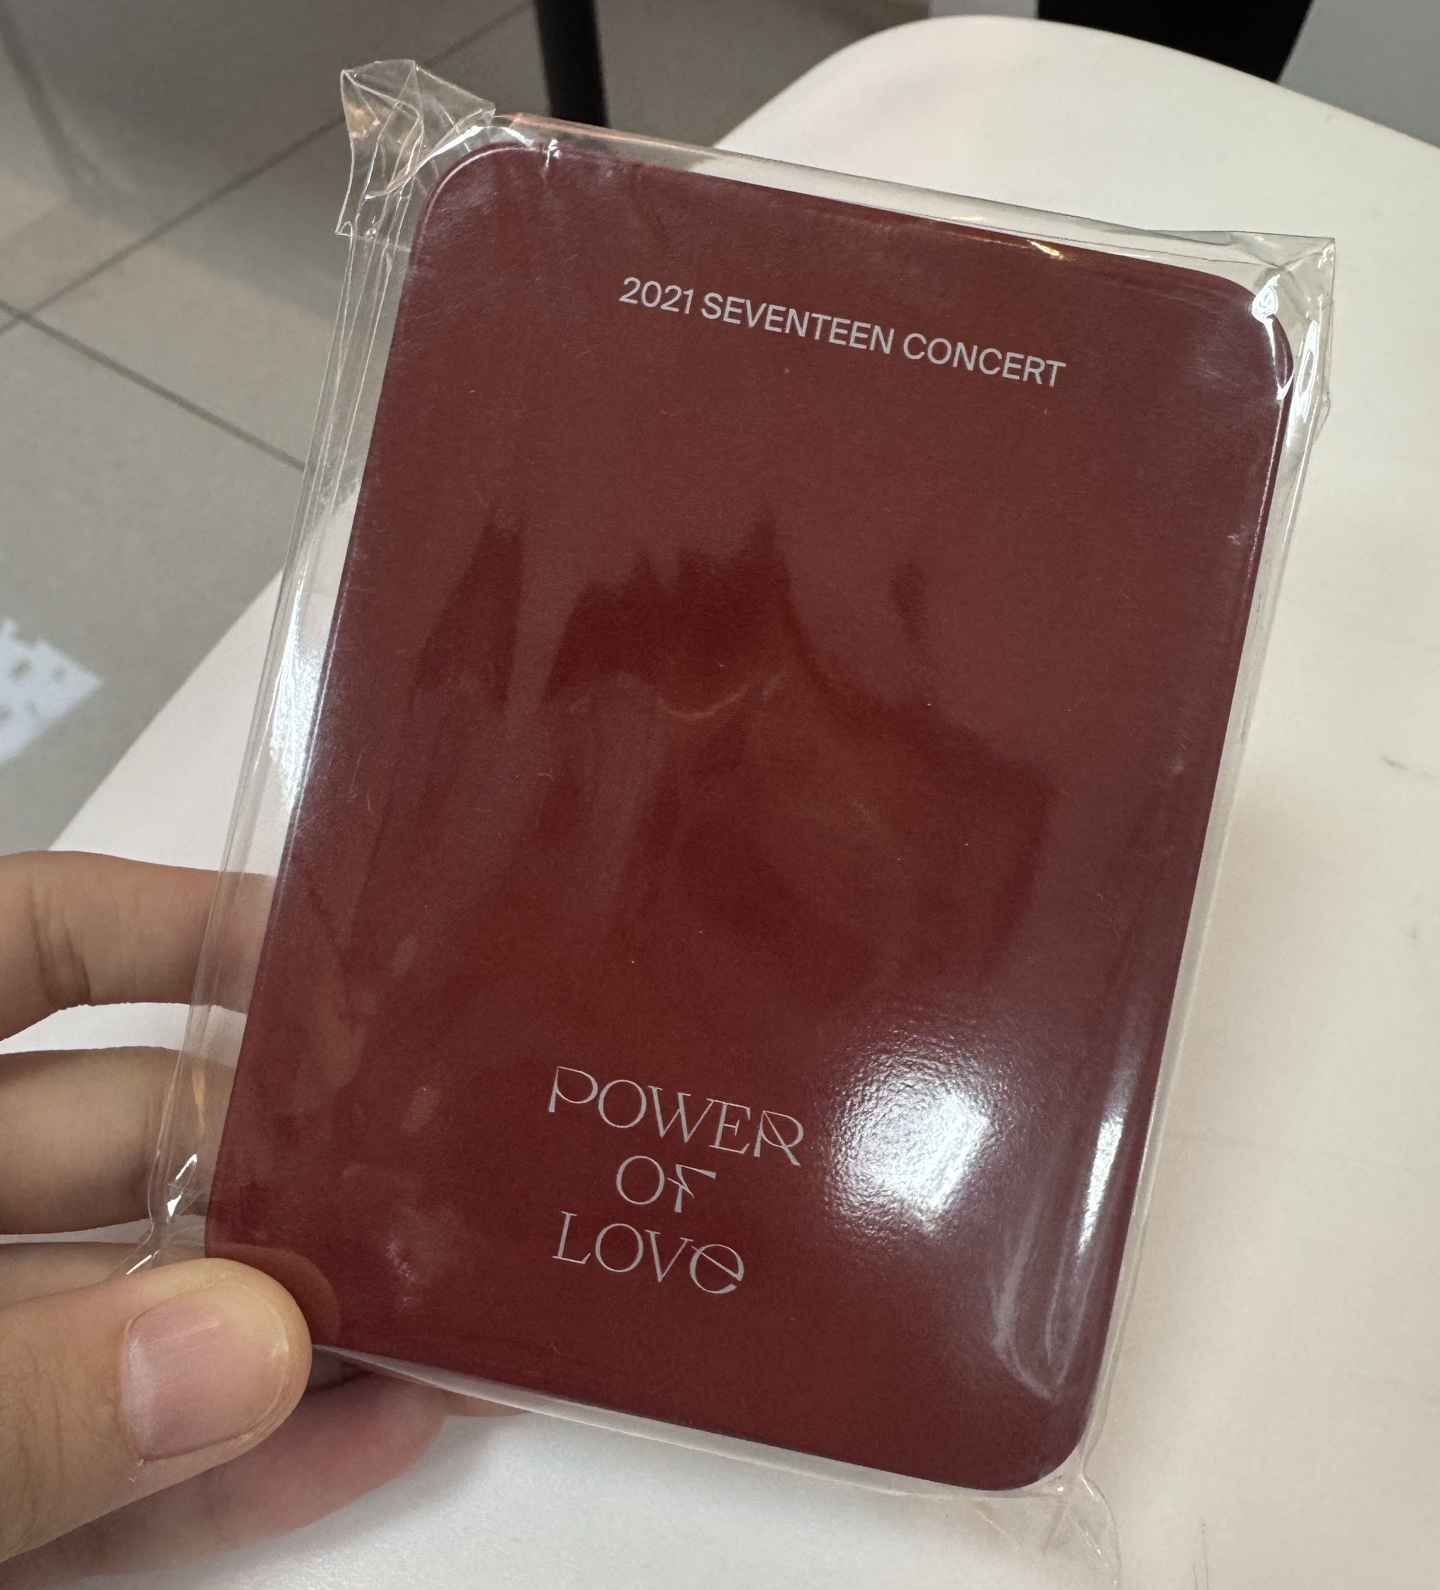 2021 SEVENTEEN CONCERT
POWER
OF
LOVE